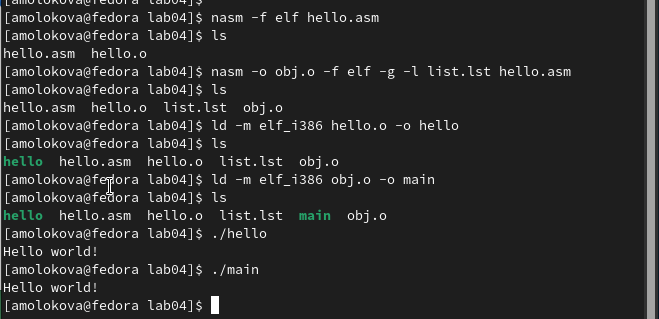 [amolokova@fedora lab04]$ nasm -f elf hello.asm
[amolokova@fedora lab04]$ ls
hello.asm  hello.o
[amolokova@fedora lab04]$ nasm -o obj.o -f elf -g -l list.lst hello.asm
[amolokova@fedora lab04]$ ls
hello.asm  hello.o  list.lst  obj.o
[amolokova@fedora lab04]$ ld -m elf_i386 hello.o -o hello
[amolokova@fedora lab04]$ ls
hello  hello.asm  hello.o  list.lst  obj.o
[amolokova@fedora lab04]$ ld -m elf_i386 obj.o -o main
[amolokova@fedora lab04]$ ls
hello  hello.asm  hello.o  list.lst  main  obj.o
[amolokova@fedora lab04]$ ./hello
Hello world!
[amolokova@fedora lab04]$ ./main
Hello world!
[amolokova@fedora lab04]$